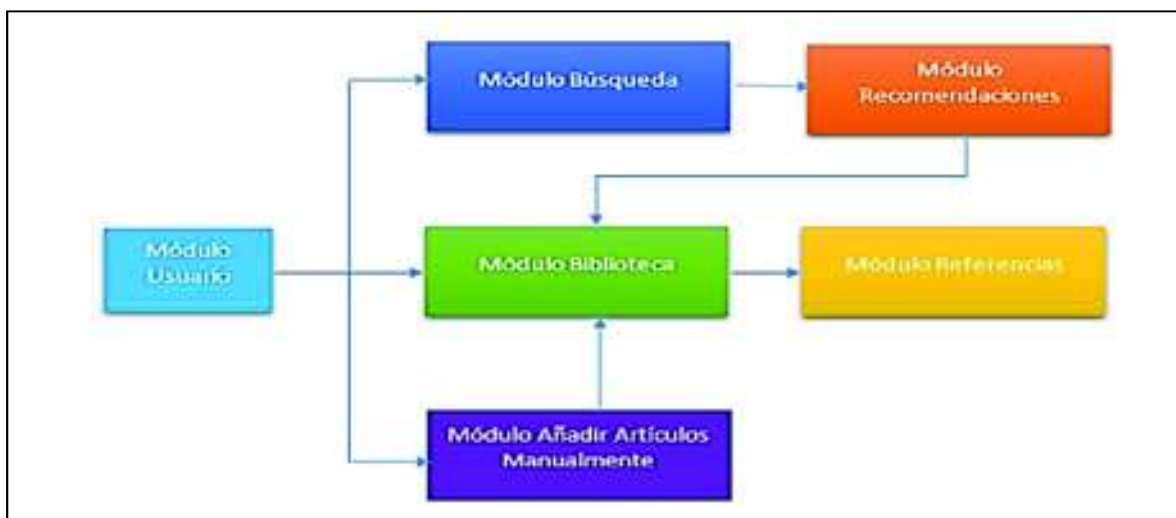 Módulo Búsqueda
Módulo
Recomendaciones
Módulo
Usuario
Módulo Biblioteca
Módulo Referencias
Módulo Añadir Artículos
Manualmente